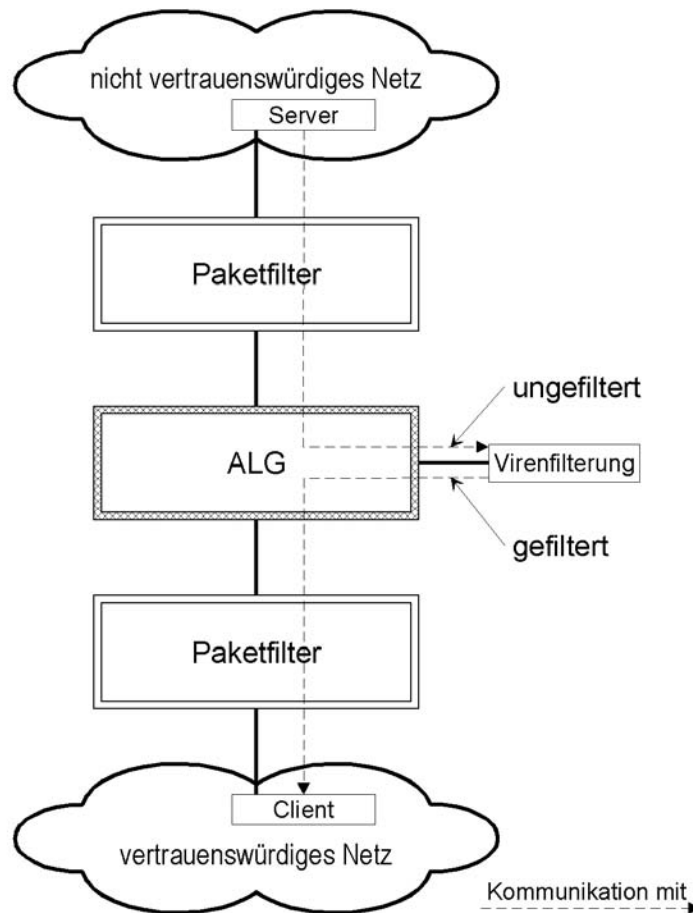 nicht vertrauenswürdiges Netz
Server
Paketfilter
ungefiltert
ALG
Virenfilterung
gefiltert
Paketfilter
Client
vertrauenswürdiges Netz
Kommunikation mit